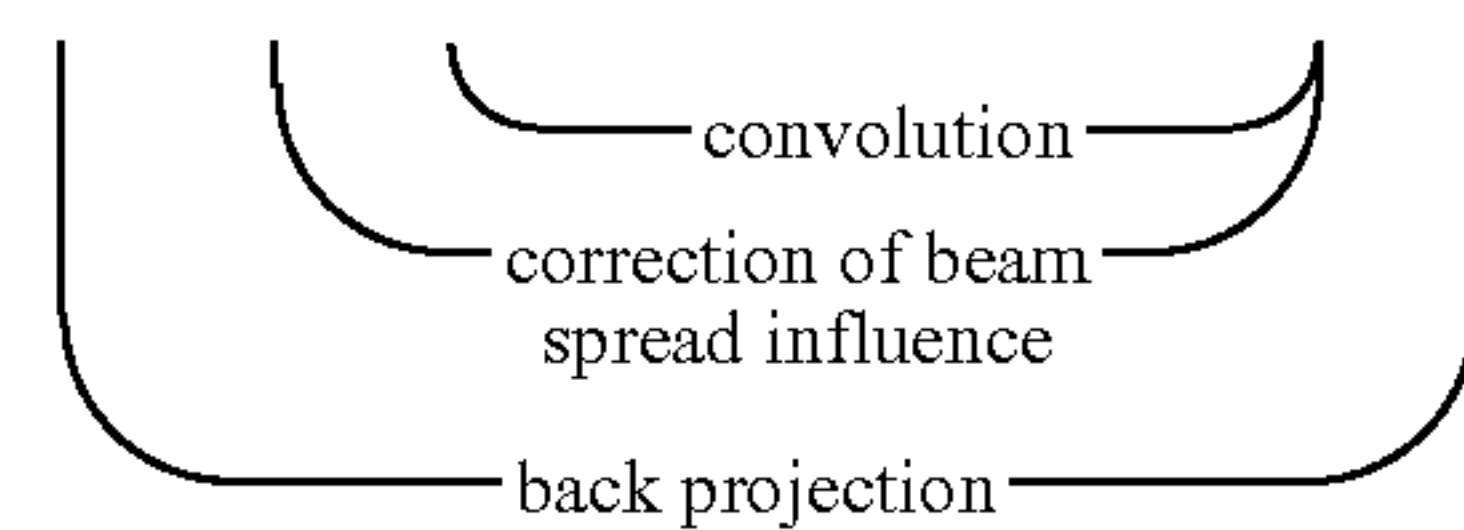 convolution
correction of beam
spread influence
back projection